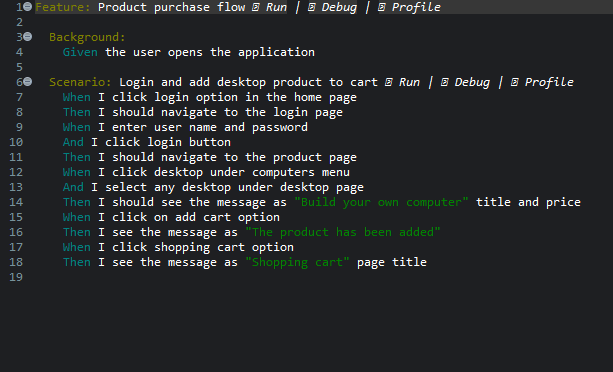 1 Feature: Product purchase flow Run | Debug | Profile
2
3 Background:
4 Given the user opens the application
5
6 Scenario: Login and add desktop product to cart Run | Debug | Profile
7 When I click login option in the home page
8 Then I should navigate to the login page
9 When I enter user name and password
10 And I click login button
11 Then I should navigate to the product page
12 When I click desktop under computers menu
13 And I select any desktop under desktop page
14 Then I should see the message as "Build your own computer" title and price
15 When I click on add cart option
16 Then I see the message as "The product has been added"
17 When I click shopping cart option
18 Then I see the message as "Shopping cart" page title
19